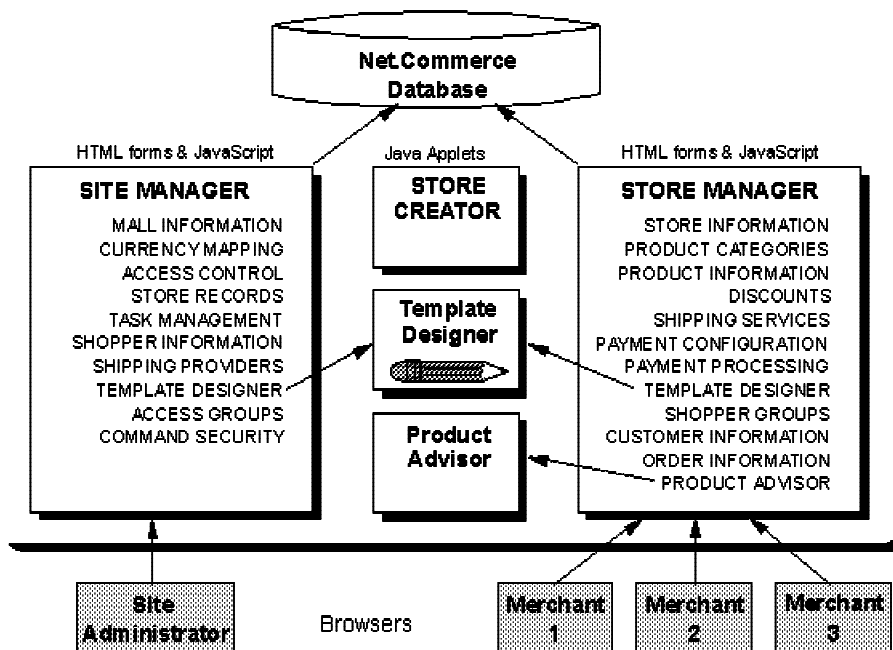 Net.Commerce
Database
HTML forms & JavaScript
SITE MANAGER
MALL INFORMATION
CURRENCY MAPPING
ACCESS CONTROL
STORE RECORDS
TASK MANAGEMENT
SHOPPER INFORMATION
SHIPPING PROVIDERS
TEMPLATE DESIGNER
ACCESS GROUPS
COMMAND SECURITY
Java Applets
STORE
CREATOR
Template
Designer
Product
Advisor
HTML forms & JavaScript
STORE MANAGER
STORE INFORMATION
PRODUCT CATEGORIES
PRODUCT INFORMATION
DISCOUNTS
SHIPPING SERVICES
PAYMENT CONFIGURATION
PAYMENT PROCESSING
TEMPLATE DESIGNER
SHOPPER GROUPS
CUSTOMER INFORMATION
ORDER INFORMATION
PRODUCT ADVISOR
Site
Administrator
Browsers
Merchant
1
Merchant
2
Merchant
3